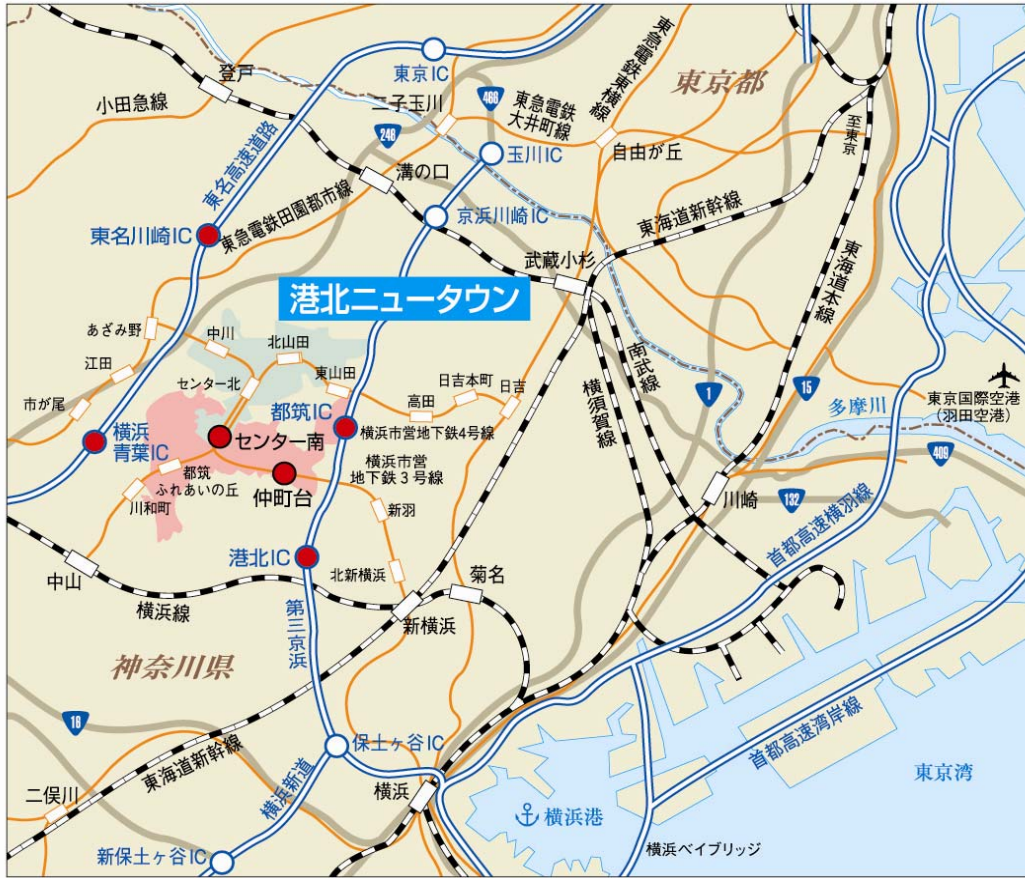 東京IC
登戸
小田急線
二子玉川
466
東急電鉄
大井町線
東急電鉄東横線
東京都
246
玉川IC
自由が丘
至東京
東名高速道路
溝の口
京浜川崎IC
東海道新幹線
東名川崎IC
東急電鉄田園都市線
武蔵小杉
東海道本線
港北ニュータウン
あざみ野
中川
北山田
江田
センター北
東山田
日吉本町
日吉
高田
南武線
横須賀線
1
15
東京国際空港
(羽田空港)
多摩川
市が尾
都筑IC
横浜市営地下鉄4号線
横浜
青葉IC
センター南
横浜市営
地下鉄3号線
都筑
ふれあいの丘
仲町台
川和町
新羽
409
132
川崎
首都高速横羽線
港北IC
北新横浜
菊名
中山
横浜線
新横浜
第三京浜
神奈川県
16
保土ヶ谷IC
東海道新幹線
首都高速湾岸線
二俣川
横浜新道
横浜
横浜港
東京湾
新保土ヶ谷IC
横浜ベイブリッジ